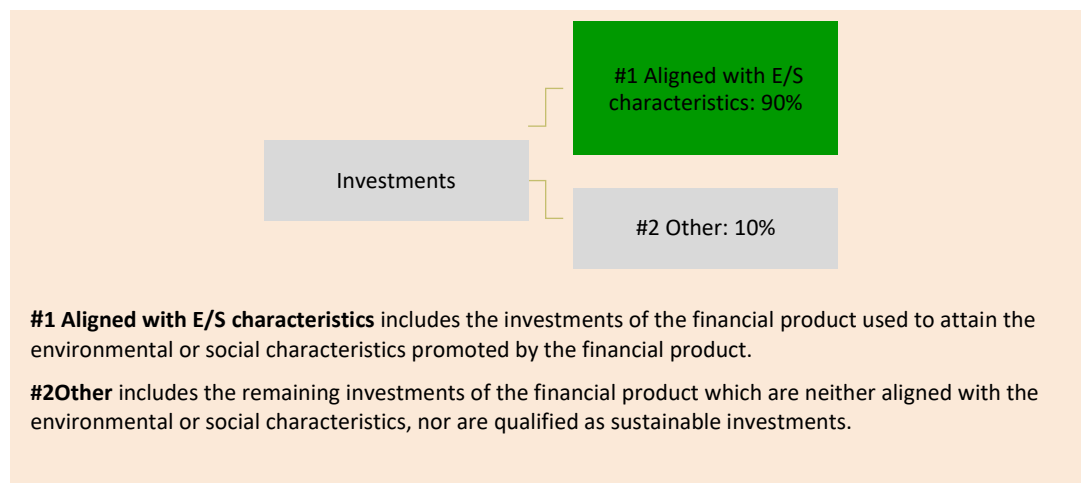 #1 Aligned with E/S
characteristics: 90%
Investments
#2 Other: 10%
#1 Aligned with E/S characteristics includes the investments of the financial product used to attain the
environmental or social characteristics promoted by the financial product.
#2Other includes the remaining investments of the financial product which are neither aligned with the
environmental or social characteristics, nor are qualified as sustainable investments.